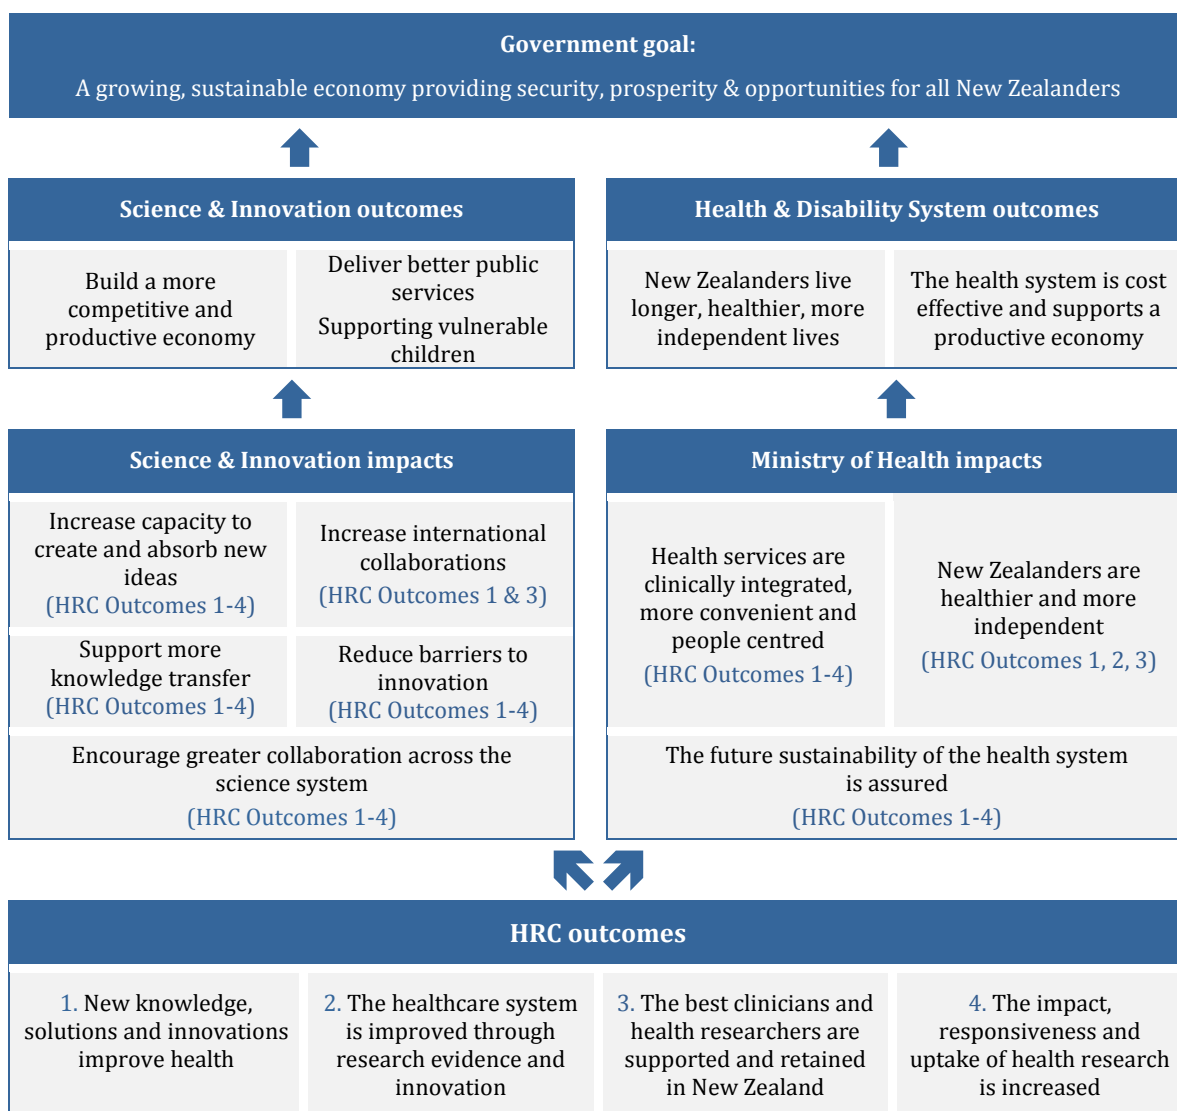 Government goal:
A growing, sustainable economy providing security, prosperity & opportunities for all New Zealanders
Science & Innovation outcomes
Build a more
competitive and
productive economy
Deliver better public
services
Supporting vulnerable
children
Health & Disability System outcomes
New Zealanders live
longer, healthier, more
independent lives
The health system is cost
effective and supports a
productive economy
Science & Innovation impacts
Increase capacity to
create and absorb new
ideas
(HRC Outcomes 1-4)
Increase international
collaborations
(HRC Outcomes 1 & 3)
Support more
knowledge transfer
(HRC Outcomes 1-4)
Reduce barriers to
innovation
(HRC Outcomes 1-4)
Encourage greater collaboration across the
science system
(HRC Outcomes 1-4)
Ministry of Health impacts
Health services are
clinically integrated,
more convenient and
people centred
(HRC Outcomes 1-4)
New Zealanders are
healthier and more
independent
(HRC Outcomes 1, 2, 3)
The future sustainability of the health system
is assured
(HRC Outcomes 1-4)
HRC outcomes
1. New knowledge,
solutions and innovations
improve health
2. The healthcare system
is improved through
research evidence and
innovation
3. The best clinicians and
health researchers are
supported and retained
in New Zealand
4. The impact,
responsiveness and
uptake of health research
is increased